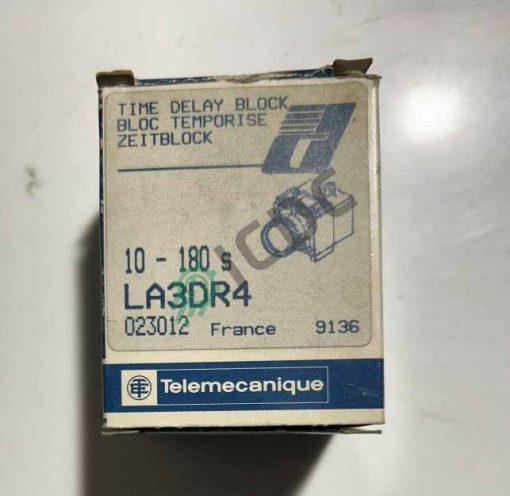 TIME DELAY BLOCK
BLOC TEMPORISE
ZEITBLOCK
10 - 180 s
LA3DR4
023012 France 9136
Telemecanique